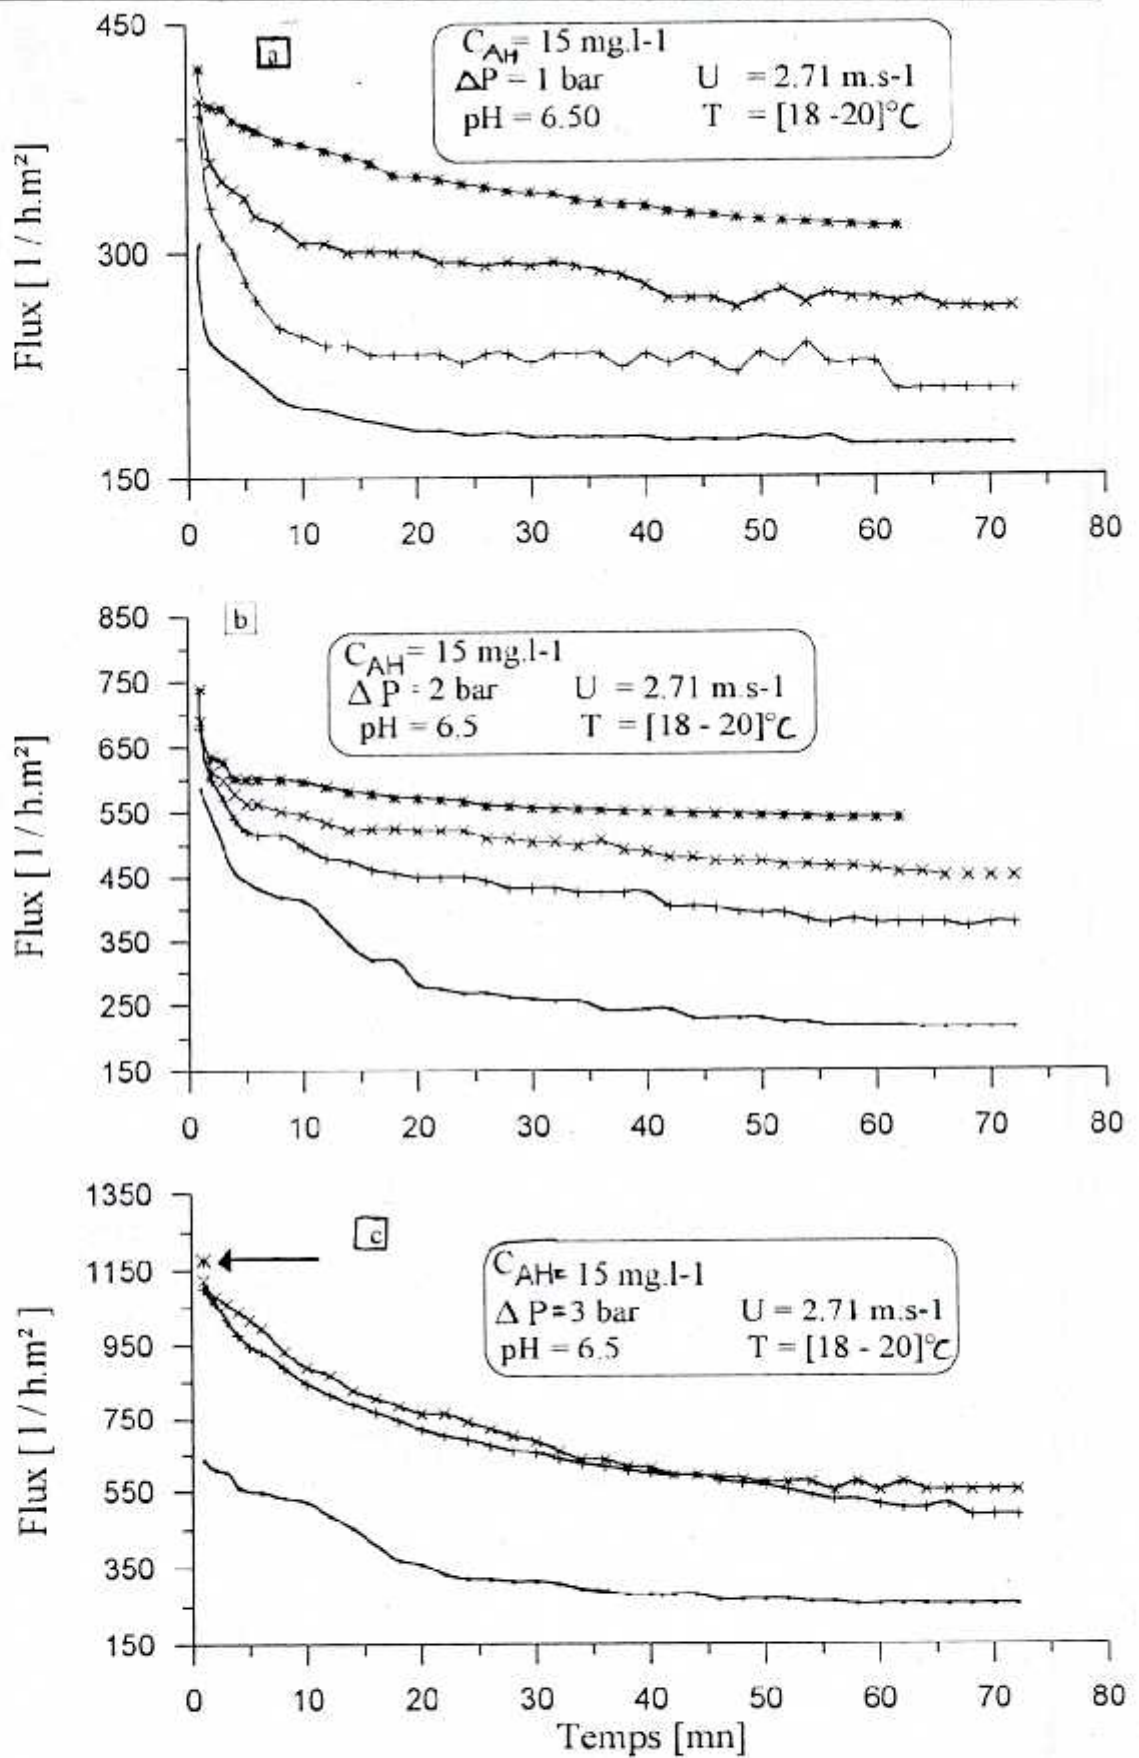 450
a
C_AH= 15 mg.l-1
ΔP = 1 bar U = 2.71 m.s-1
pH = 6.50 T = [18 -20]°C
300
Flux [ l / h.m²]
150
0 10 20 30 40 50 60 70 80
850
b
C_AH= 15 mg.l-1
750
Δ P = 2 bar U = 2.71 m.s-1
pH = 6.5 T = [18 - 20]°C
650
550
Flux [ l / h.m²]
450
350
250
150
0 10 20 30 40 50 60 70 80
1350
c
1150
C_AH= 15 mg.l-1
Δ P=3 bar U = 2.71 m.s-1
950
pH = 6.5 T = [18 - 20]°C
Flux [ l / h.m² ]
750
550
350
150
0 10 20 30 40 50 60 70 80
Temps [mn]